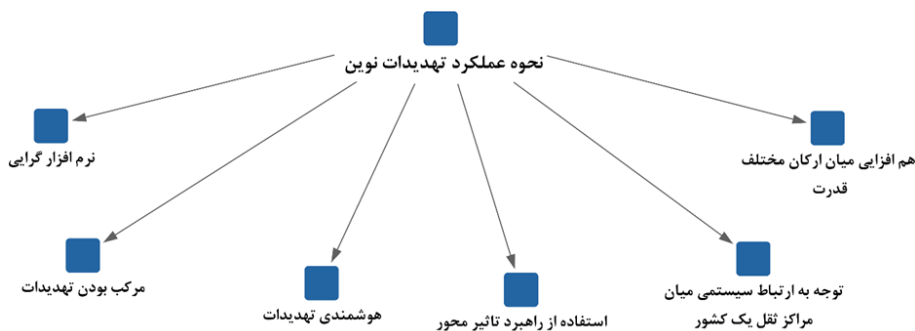 نحوه عملکرد تهدیدات نوین
هم افزایی میان ارکان مختلف
قدرت
توجه به ارتباط سیستمی میان
مراکز ثقل یک کشور
استفاده از راهبرد تاثیر محور
هوشمندی تهدیدات
مرکب بودن تهدیدات
نرم افزار گرایی